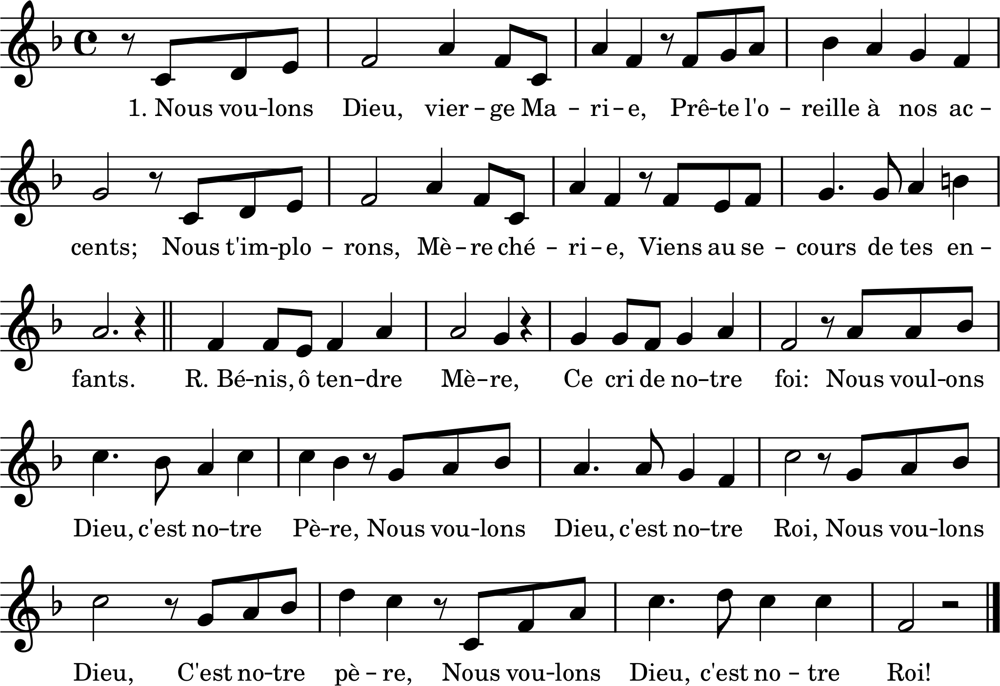 1. Nous vou-lons Dieu, vier-ge Ma-ri-e, Prê-te l'o-reille à nos ac-
cents; Nous t'im-plo-rons, Mè-re ché-ri-e, Viens au se-cours de tes en-
fants. R. Bé-nis, ô ten-dre Mè-re, Ce cri de no-tre foi: Nous voul-ons
Dieu, c'est no-tre Pè-re, Nous vou-lons Dieu, c'est no-tre Roi, Nous vou-lons
Dieu, C'est no-tre pè-re, Nous vou-lons Dieu, c'est no-tre Roi!